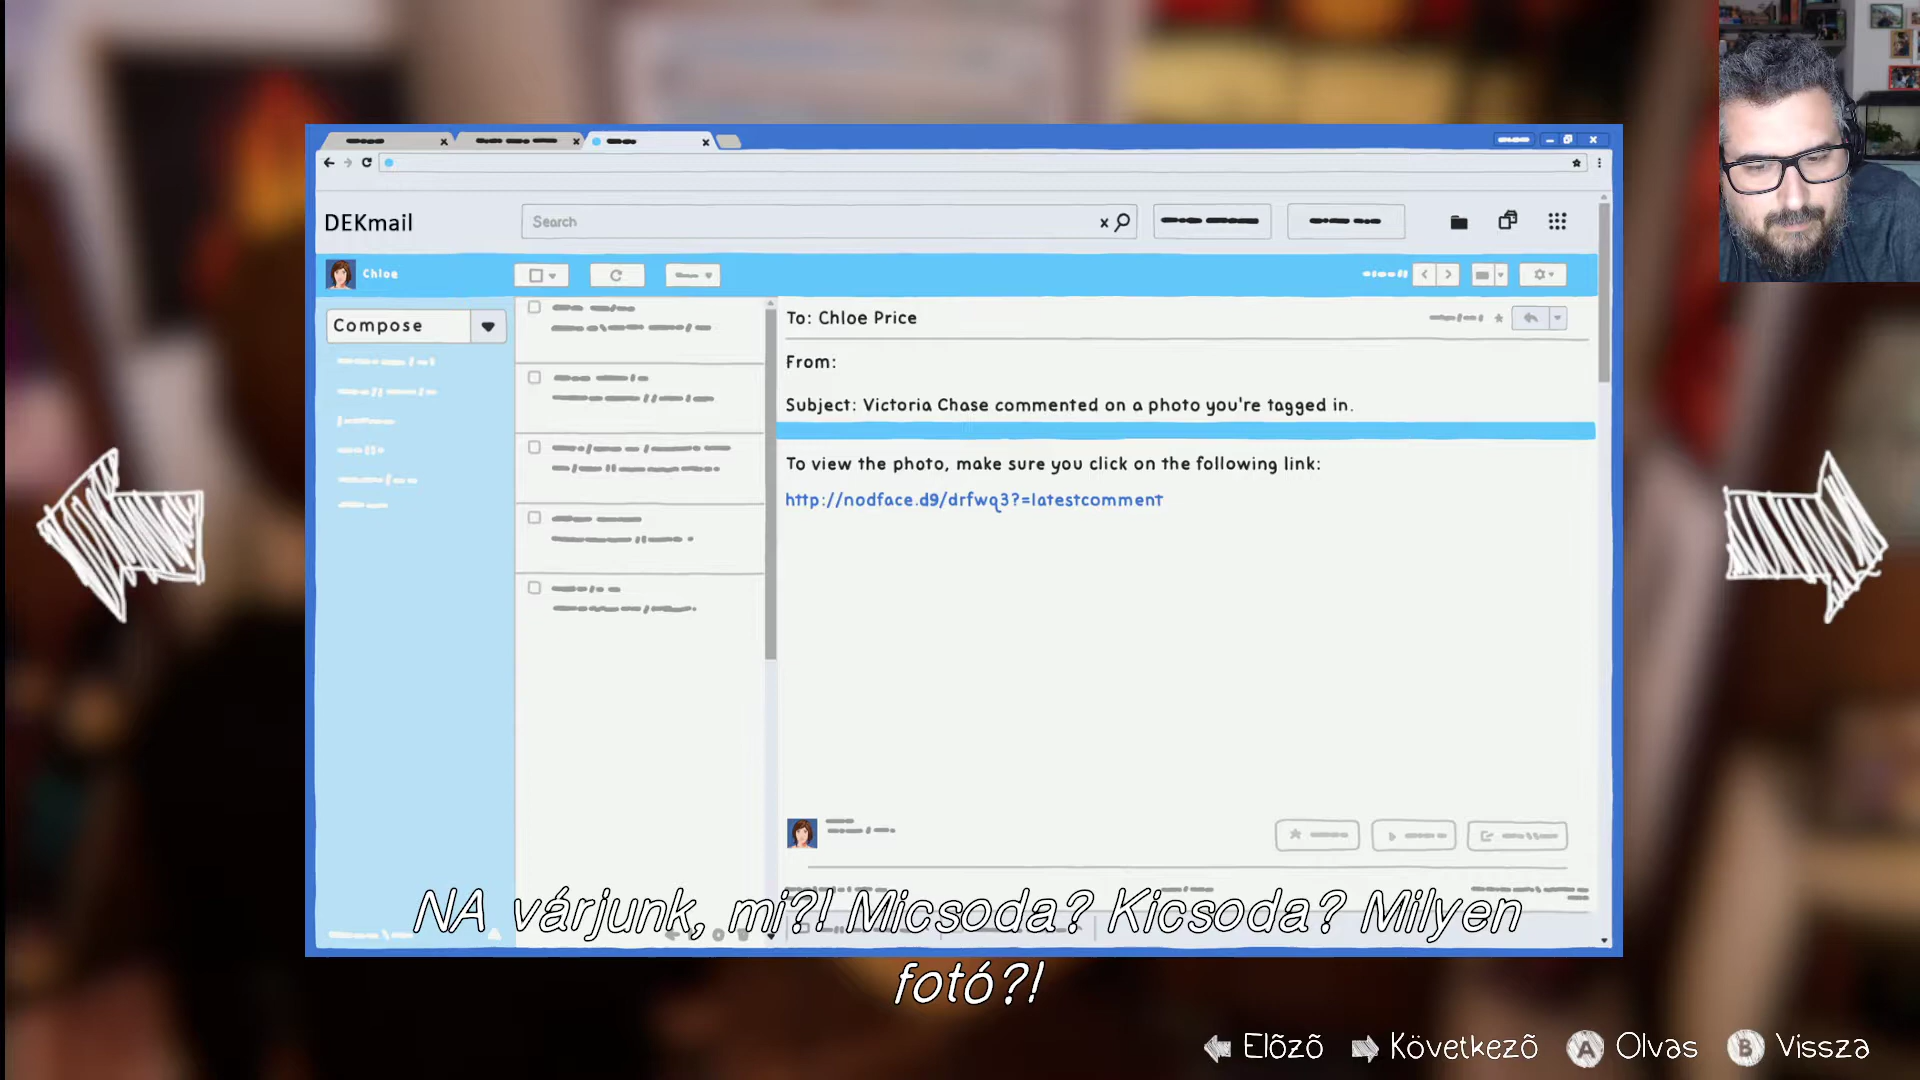 DEKmail
Search
Chloe
Compose
To: Chloe Price
From:
Subject: Victoria Chase commented on a photo you're tagged in.
To view the photo, make sure you click on the following link:
http://nodface.d9/drfwq3?=latestcomment
NA várjunk, mi?! Micsoda? Kicsoda? Milyen
fotó?!
Elõzõ
Következõ
A Olvas
B Vissza